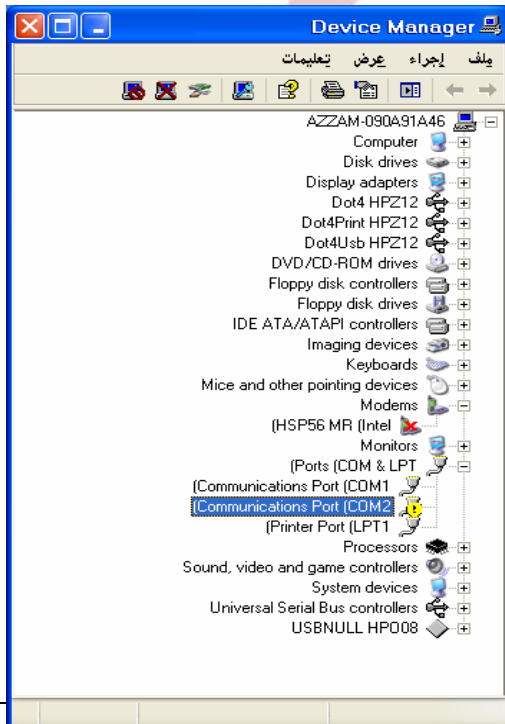 Device Manager
ملف إجراء عرض تعليمات
AZZAM-090A91A46
Computer
Disk drives
Display adapters
Dot4 HPZ12
Dot4Print HPZ12
Dot4Usb HPZ12
DVD/CD-ROM drives
Floppy disk controllers
Floppy disk drives
IDE ATA/ATAPI controllers
Imaging devices
Keyboards
Mice and other pointing devices
Modems
(HSP56 MR (Intel
Monitors
(Ports (COM & LPT
(Communications Port (COM1
(Communications Port (COM2
(Printer Port (LPT1
Processors
Sound, video and game controllers
System devices
Universal Serial Bus controllers
USBNULL HPO08